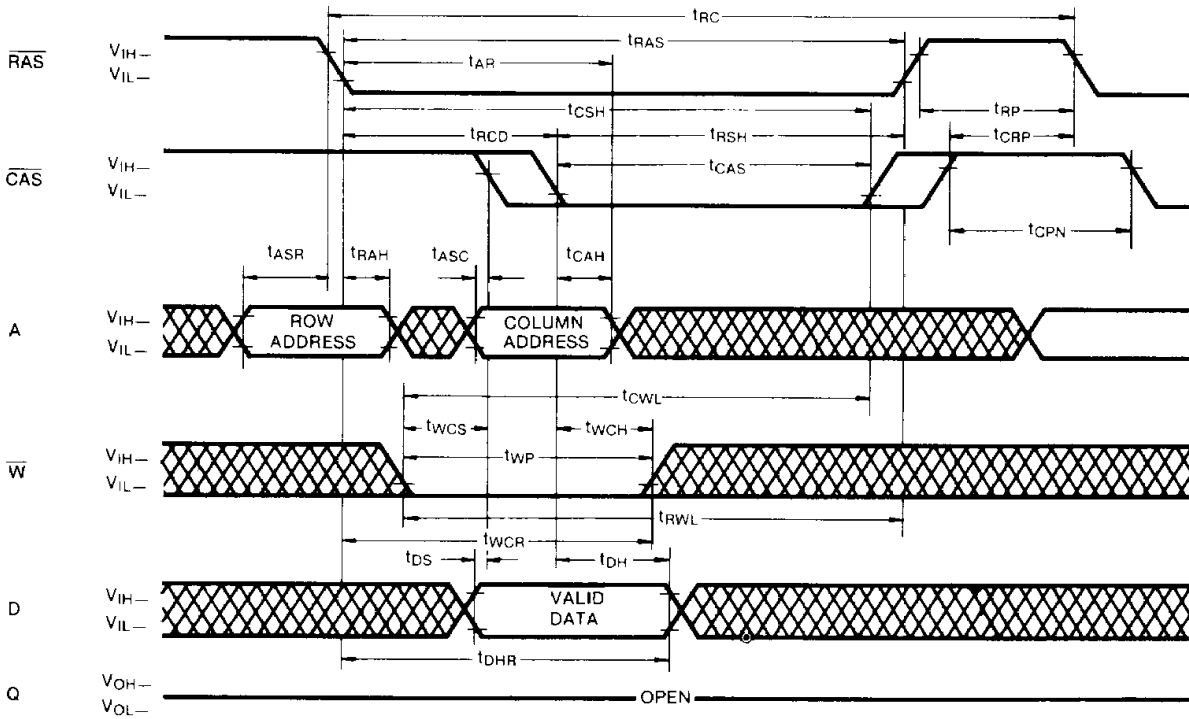 tRC
RAS
VIH
VIL
tRAS
tAR
tCSH
tRP
tRCD
tRSH
tCRP
CAS
VIH
VIL
tCAS
tCPN
tASR
tRAH
tASC
tCAH
A
VIH
VIL
ROW
ADDRESS
COLUMN
ADDRESS
tCWL
tWCS
tWCH
W
VIH
VIL
tWP
tRWL
tWCR
tDS
tDH
D
VIH
VIL
VALID
DATA
tDHR
Q
VOH
VOL
OPEN